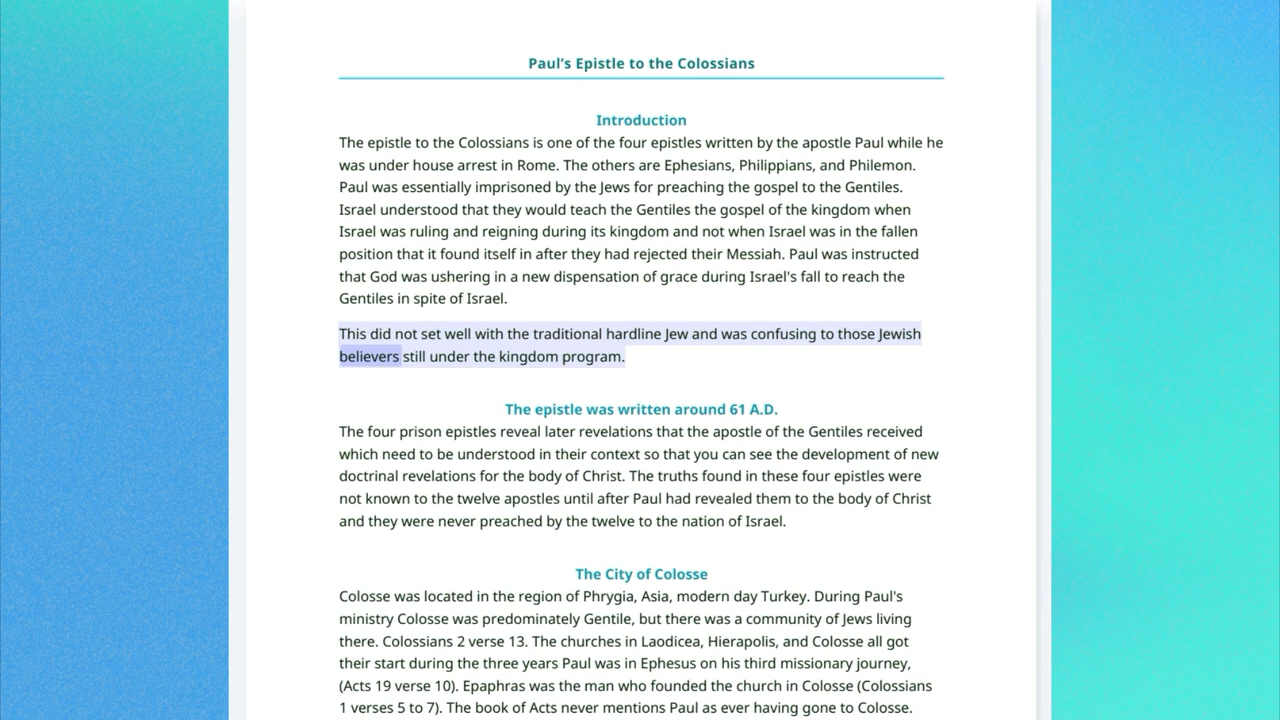 Paul’s Epistle to the Colossians
Introduction
The epistle to the Colossians is one of the four epistles written by the apostle Paul while he
was under house arrest in Rome. The others are Ephesians, Philippians, and Philemon.
Paul was essentially imprisoned by the Jews for preaching the gospel to the Gentiles.
Israel understood that they would teach the Gentiles the gospel of the kingdom when
Israel was ruling and reigning during its kingdom and not when Israel was in the fallen
position that it found itself in after they had rejected their Messiah. Paul was instructed
that God was ushering in a new dispensation of grace during Israel's fall to reach the
Gentiles in spite of Israel.
This did not set well with the traditional hardline Jew and was confusing to those Jewish
believers still under the kingdom program.
The epistle was written around 61 A.D.
The four prison epistles reveal later revelations that the apostle of the Gentiles received
which need to be understood in their context so that you can see the development of new
doctrinal revelations for the body of Christ. The truths found in these four epistles were
not known to the twelve apostles until after Paul had revealed them to the body of Christ
and they were never preached by the twelve to the nation of Israel.
The City of Colosse
Colosse was located in the region of Phrygia, Asia, modern day Turkey. During Paul's
ministry Colosse was predominately Gentile, but there was a community of Jews living
there. Colossians 2 verse 13. The churches in Laodicea, Hierapolis, and Colosse all got
their start during the three years Paul was in Ephesus on his third missionary journey,
(Acts 19 verse 10). Epaphras was the man who founded the church in Colosse (Colossians
1 verses 5 to 7). The book of Acts never mentions Paul as ever having gone to Colosse.